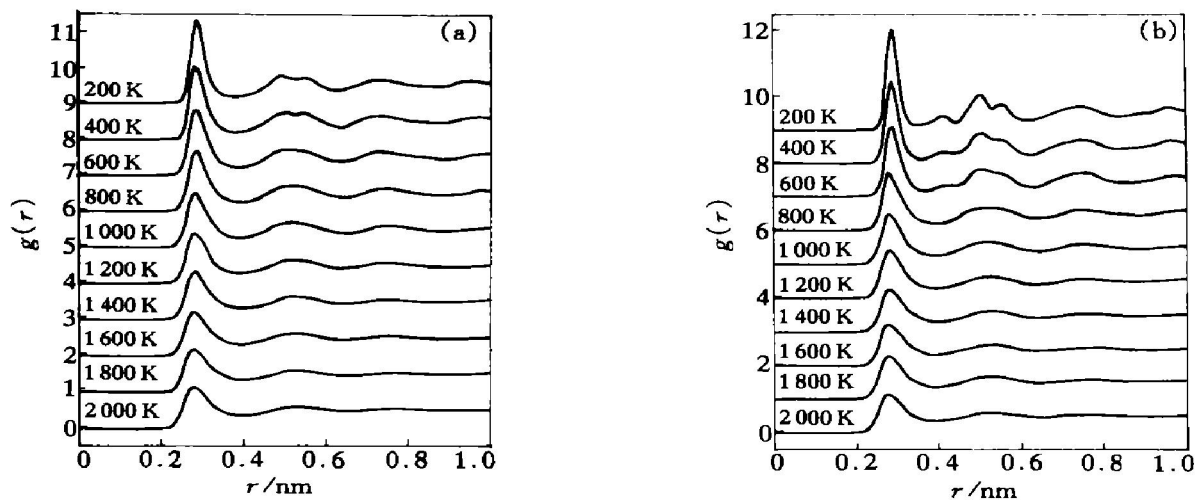 (a)
11
10
200 K
9
400 K
8
7
600 K
800 K
6
1 000 K
5
1 200 K
4
1 400 K
3
1 600 K
2
1 800 K
1
2 000 K
0
g(r)
0 0.2 0.4 0.6 0.8 1.0
r /nm
(b)
12
10
200 K
400 K
8
600 K
800 K
6
1 000 K
1 200 K
4
1 400 K
1 600 K
2
1 800 K
2 000 K
0
g(r)
0 0.2 0.4 0.6 0.8 1.0
r /nm